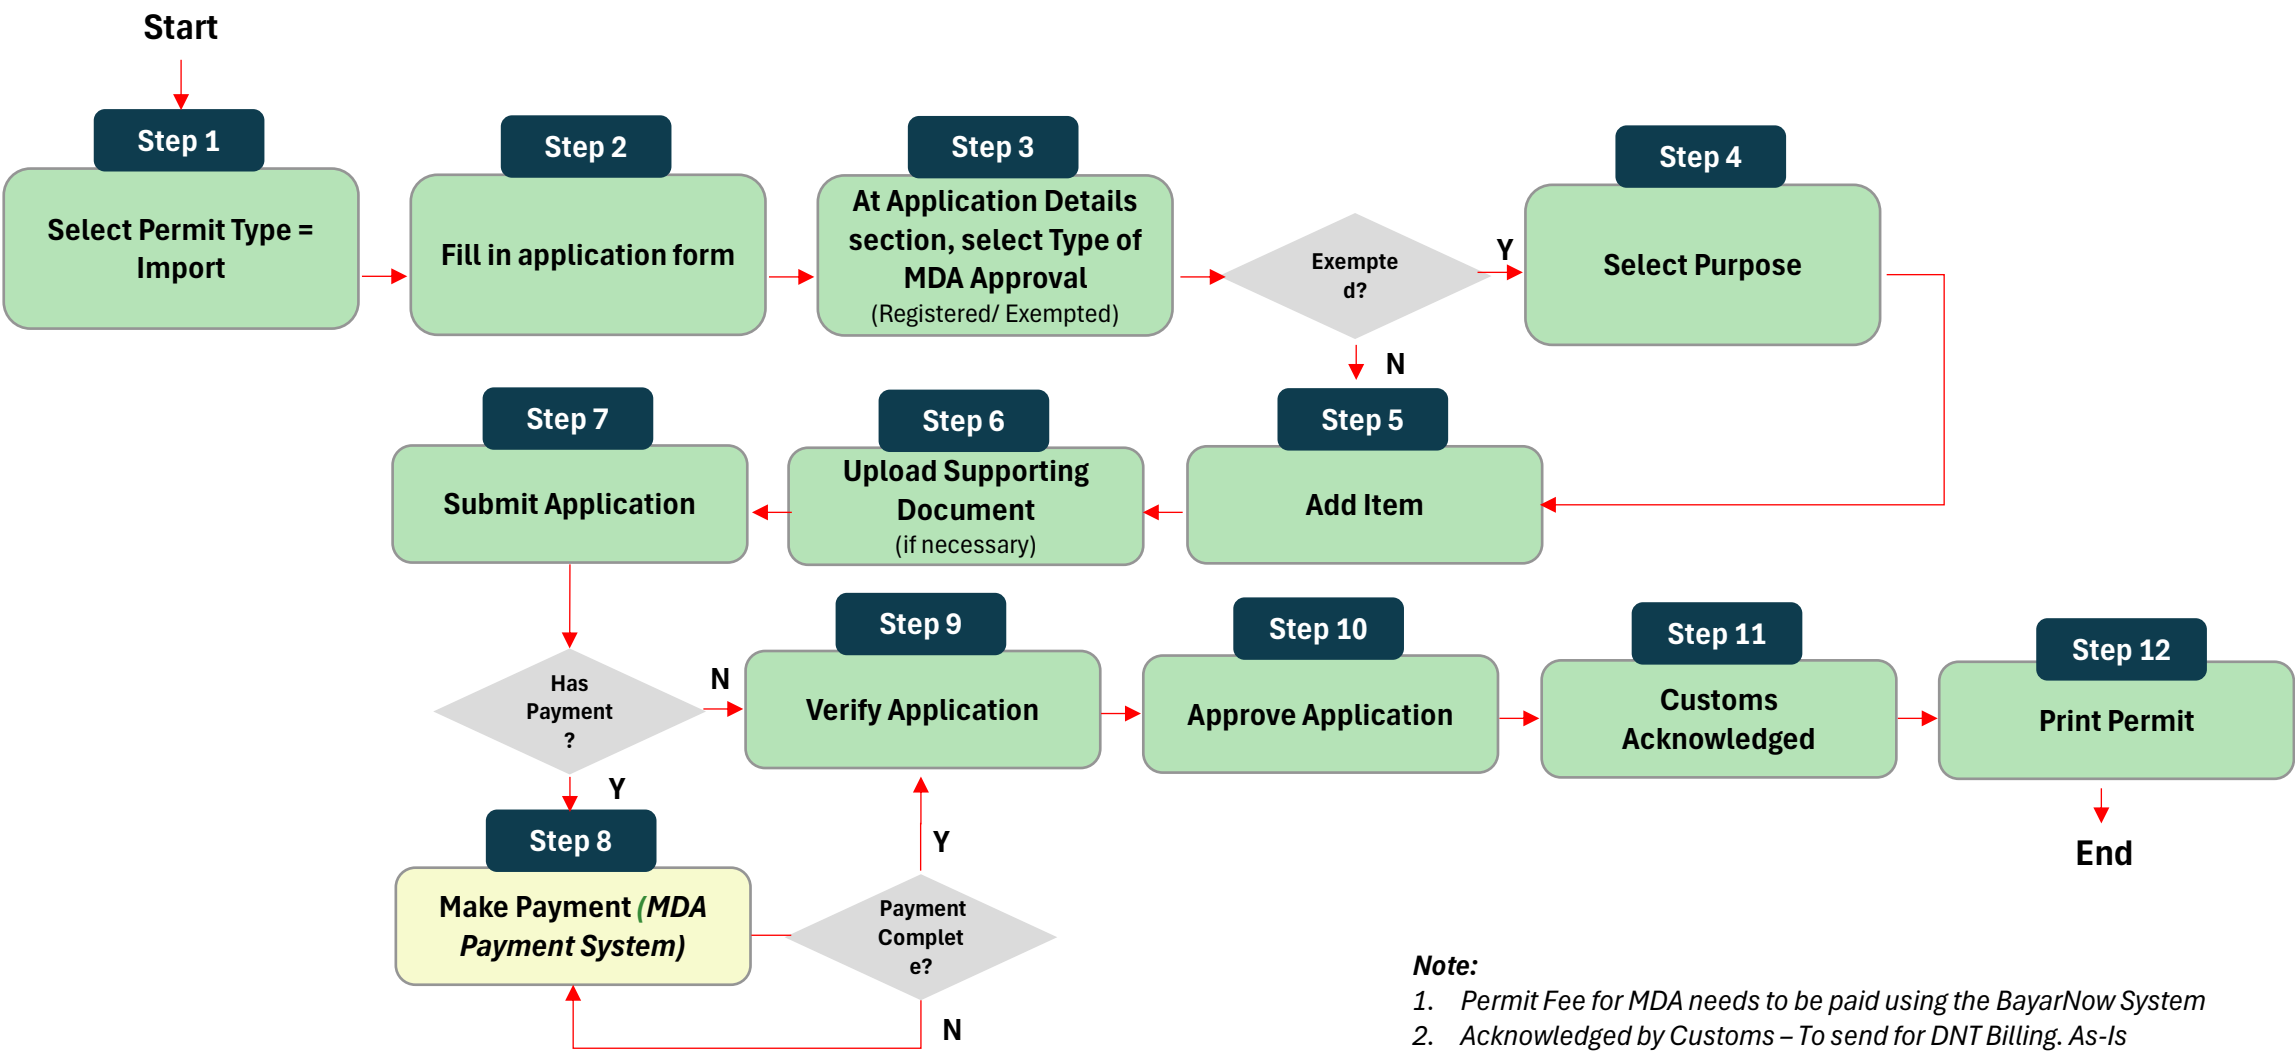 Start
Step 1
Select Permit Type =
Import
Step 2
Fill in application form
Step 3
At Application Details
section, select Type of
MDA Approval
(Registered/ Exempted)
Exempte
d?
Y
N
Step 4
Select Purpose
Step 5
Add Item
Step 6
Upload Supporting
Document
(if necessary)
Step 7
Submit Application
Has
Payment
?
N
Y
Step 8
Make Payment (MDA
Payment System)
Payment
Complet
e?
Y
N
Step 9
Verify Application
Step 10
Approve Application
Step 11
Customs
Acknowledged
Step 12
Print Permit
End
Note:
1. Permit Fee for MDA needs to be paid using the BayarNow System
2. Acknowledged by Customs – To send for DNT Billing. As-Is